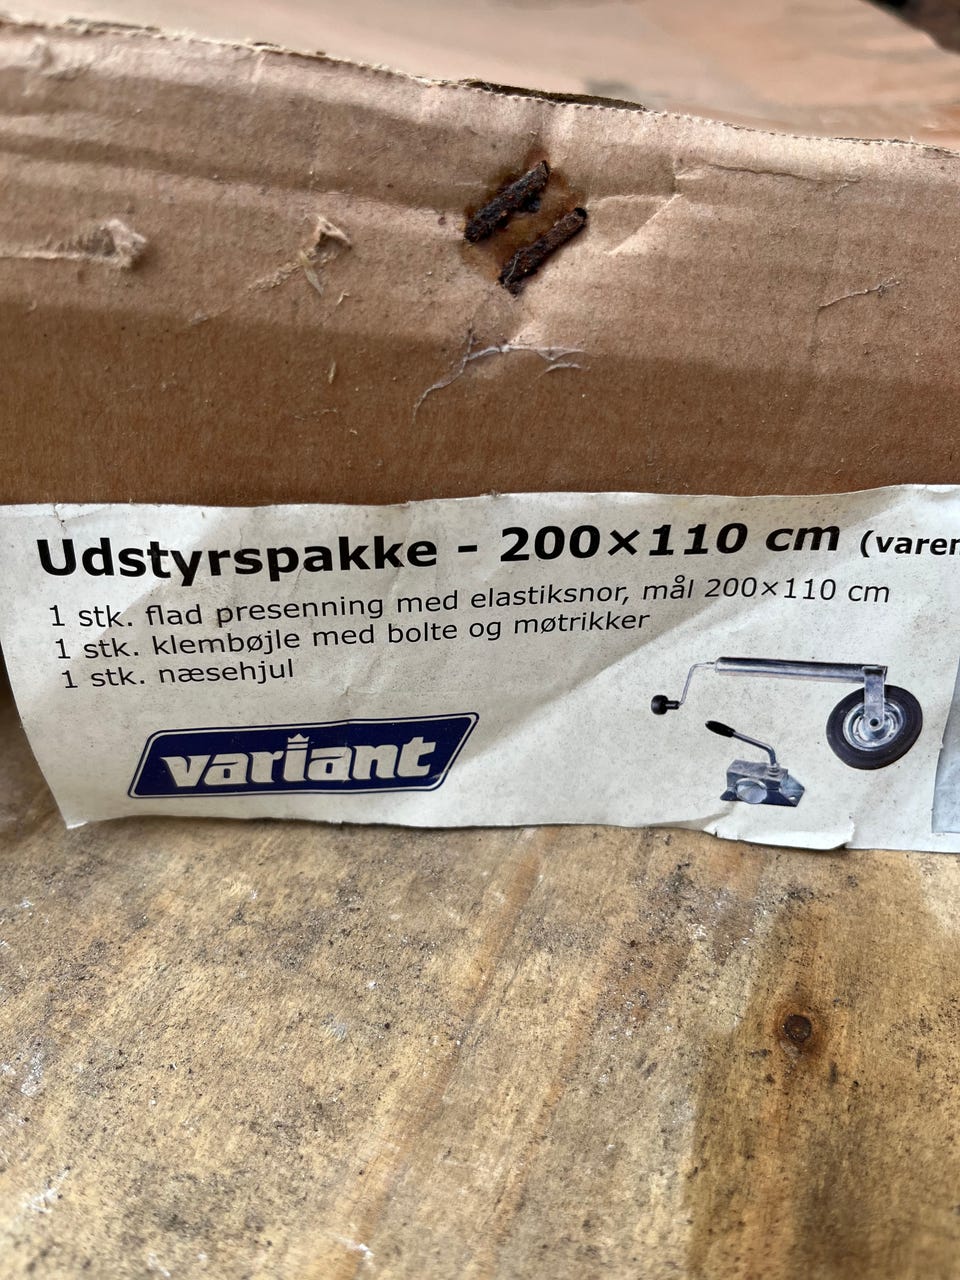 Udstyrspakke - 200×110 cm
1 stk. flad presenning med elastiksnor, mål 200×110 cm
1 stk. klembøjle med bolte og møtrikker
1 stk. næsehjul
variant